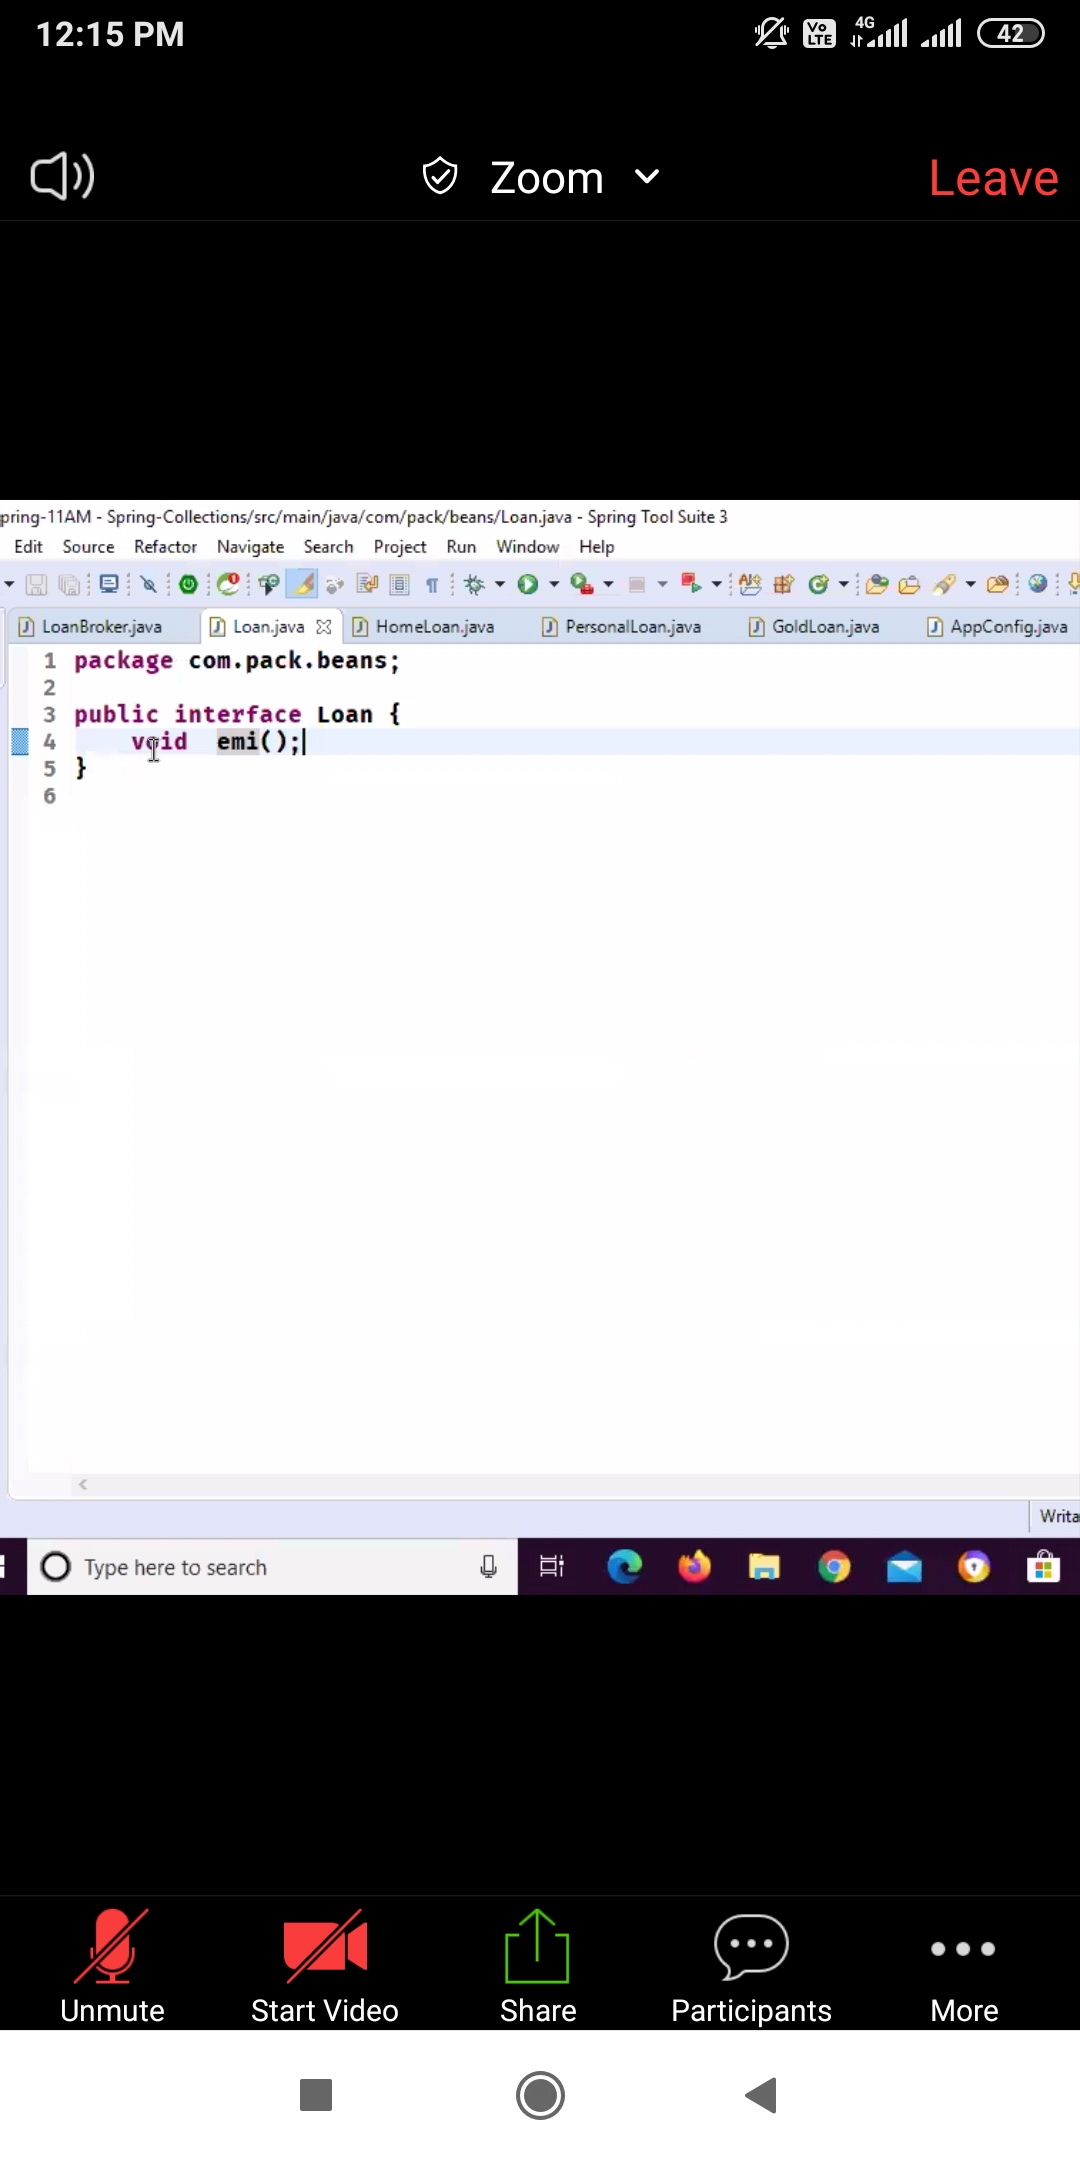 12:15 PM
Vo LTE 4G 42
Zoom Leave
pring-11AM - Spring-Collections/src/main/java/com/pack/beans/Loan.java - Spring Tool Suite 3
Edit Source Refactor Navigate Search Project Run Window Help
LoanBroker.java Loan.java HomeLoan.java PersonalLoan.java GoldLoan.java AppConfig.java
1 package com.pack.beans;
2
3 public interface Loan {
4 void emi();
5 }
6
Writa
Type here to search
Unmute Start Video Share Participants More